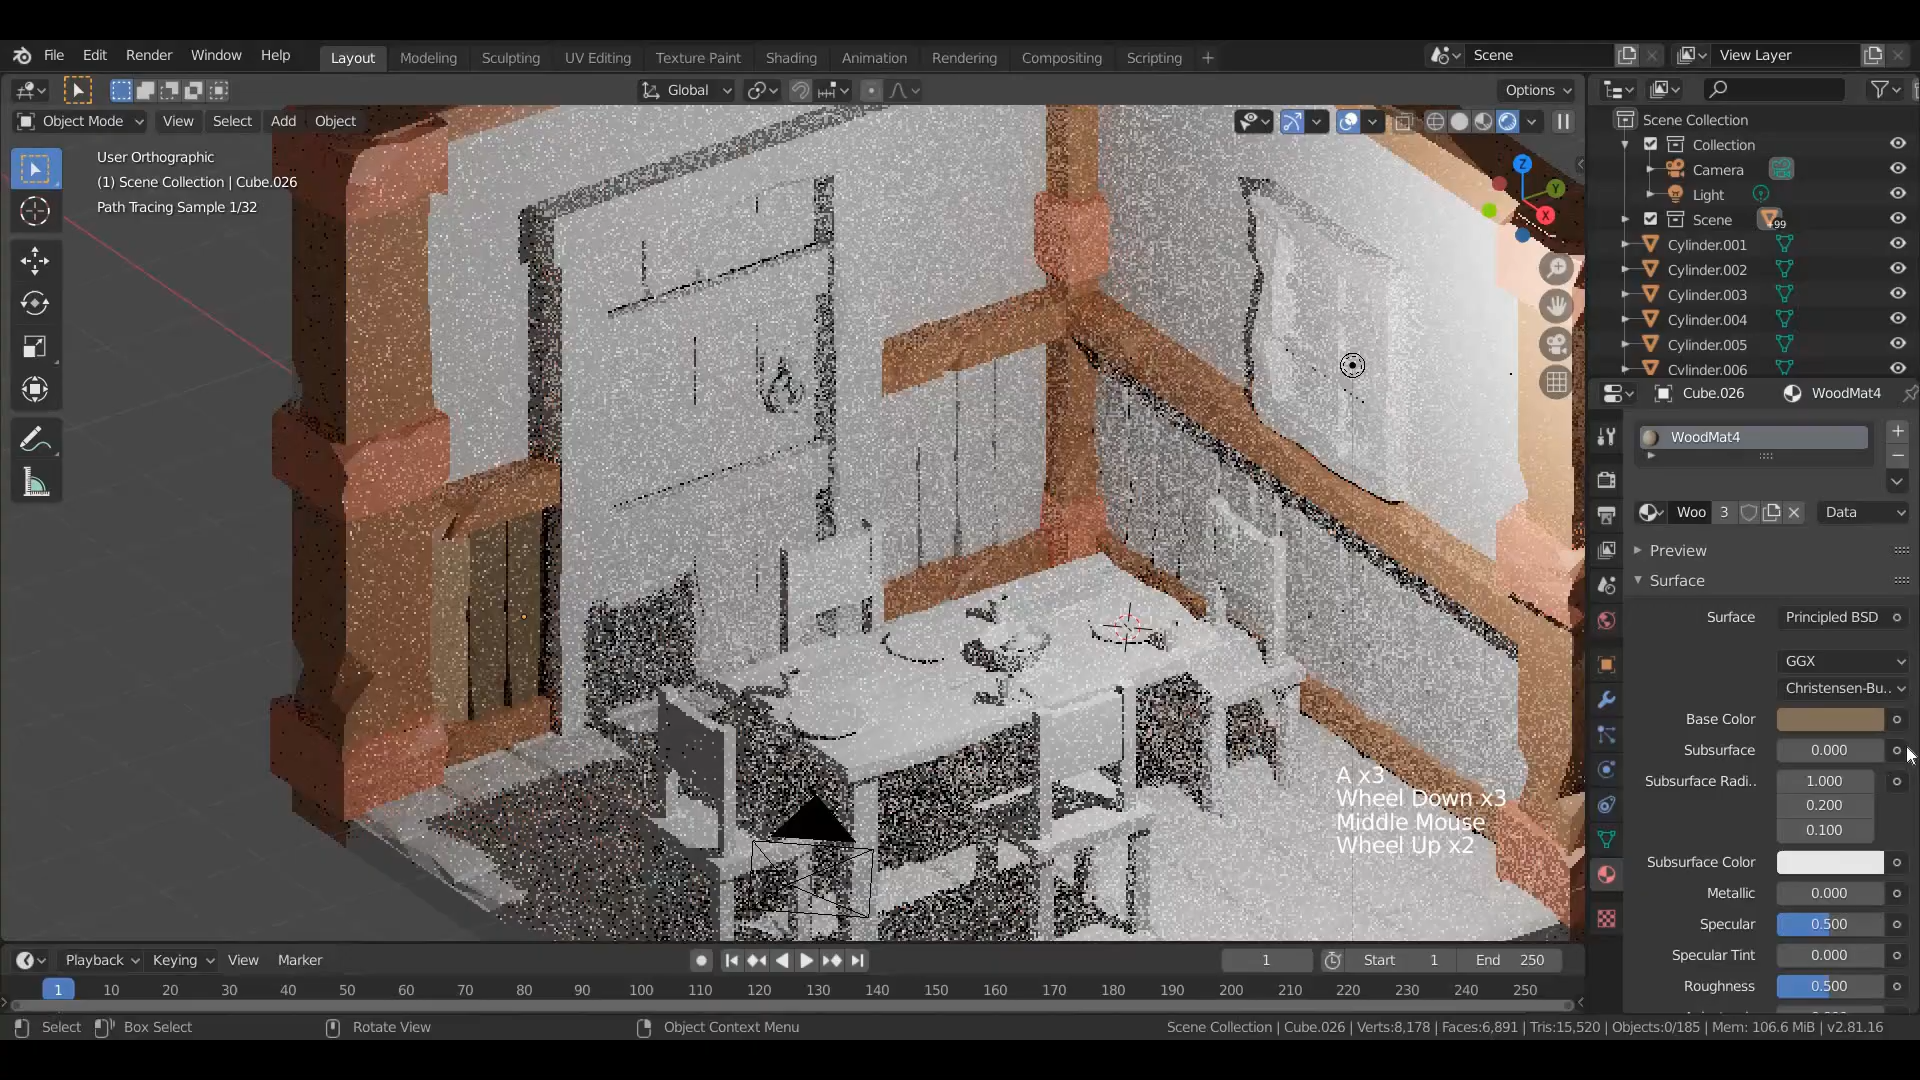 File Edit Render Window Help Layout Modeling Sculpting UV Editing Texture Paint Shading Animation Rendering Compositing Scripting + Scene View Layer
Global Options
Object Mode View Select Add Object
User Orthographic
(1) Scene Collection | Cube.026
Path Tracing Sample 1/32
Z
Y
X
A x3
Wheel Down x3
Middle Mouse
Wheel Up x2
Scene Collection
Collection
Camera
Light
Scene +99
Cylinder.001
Cylinder.002
Cylinder.003
Cylinder.004
Cylinder.005
Cylinder.006
Cube.026 WoodMat4
WoodMat4
Woo 3 Data
Preview
Surface
Surface Principled BSD
GGX
Christensen-Bu..
Base Color
Subsurface 0.000
Subsurface Radi.. 1.000
0.200
0.100
Subsurface Color
Metallic 0.000
Specular 0.500
Specular Tint 0.000
Roughness 0.500
Playback Keying View Marker 1 Start 1 End 250
1 10 20 30 40 50 60 70 80 90 100 110 120 130 140 150 160 170 180 190 200 210 220 230 240 250
Select Box Select Rotate View Object Context Menu Scene Collection | Cube.026 | Verts:8,178 | Faces:6,891 | Tris:15,520 | Objects:0/185 | Mem: 106.6 MiB | v2.81.16